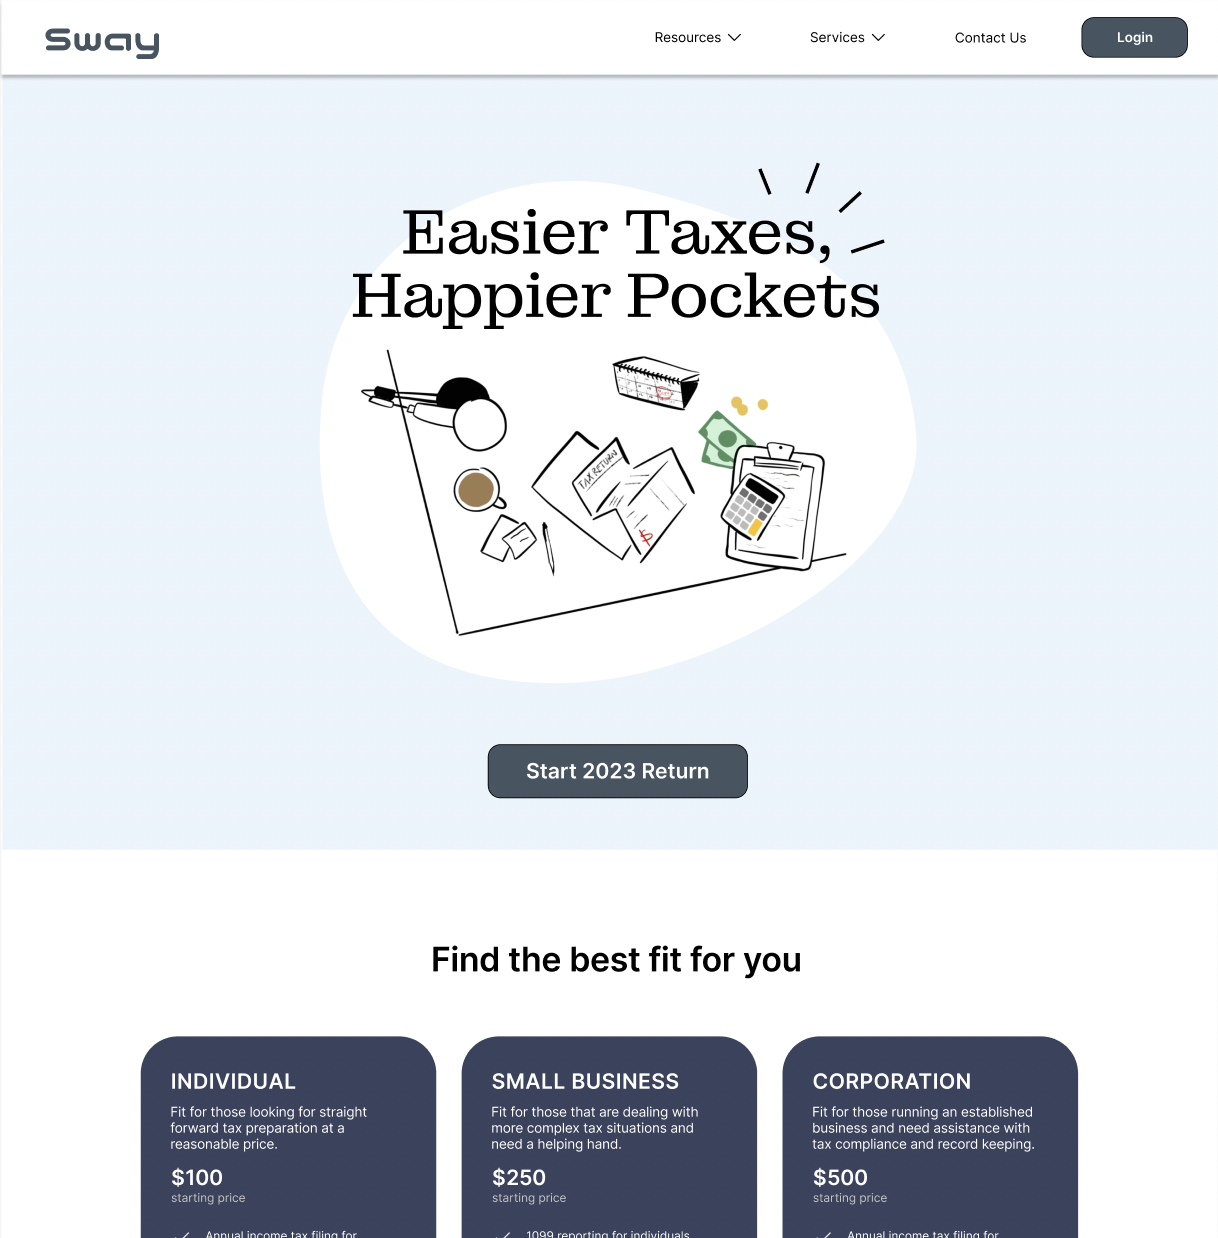 Sway
Resources
Services
Contact Us
Login
Easier Taxes,
Happier Pockets
TAX RETURN
$
Start 2023 Return
Find the best fit for you
INDIVIDUAL
Fit for those looking for straight
forward tax preparation at a
reasonable price.
$100
starting price
Annual income tax filing for
SMALL BUSINESS
Fit for those that are dealing with
more complex tax situations and
need a helping hand.
$250
starting price
1099 reporting for individuals
CORPORATION
Fit for those running an established
business and need assistance with
tax compliance and record keeping.
$500
starting price
Annual income tax filing for